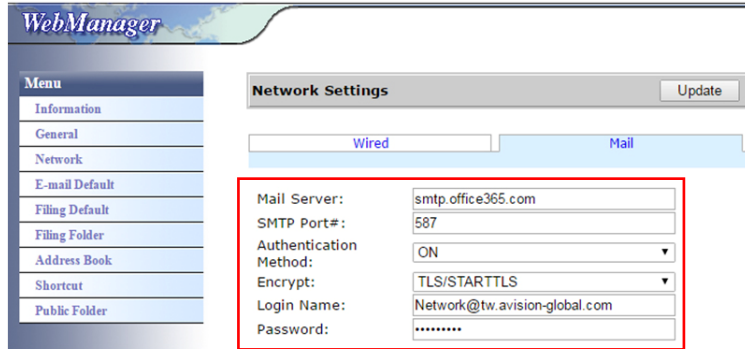 WebManager
Menu
Information
General
Network
E-mail Default
Filing Default
Filing Folder
Address Book
Shortcut
Public Folder
Network Settings
Update
Wired
Mail
Mail Server: smtp.office365.com
SMTP Port#: 587
Authentication
Method: ON
Encrypt: TLS/STARTTLS
Login Name: Network@tw.avision-global.com
Password: •••••••••